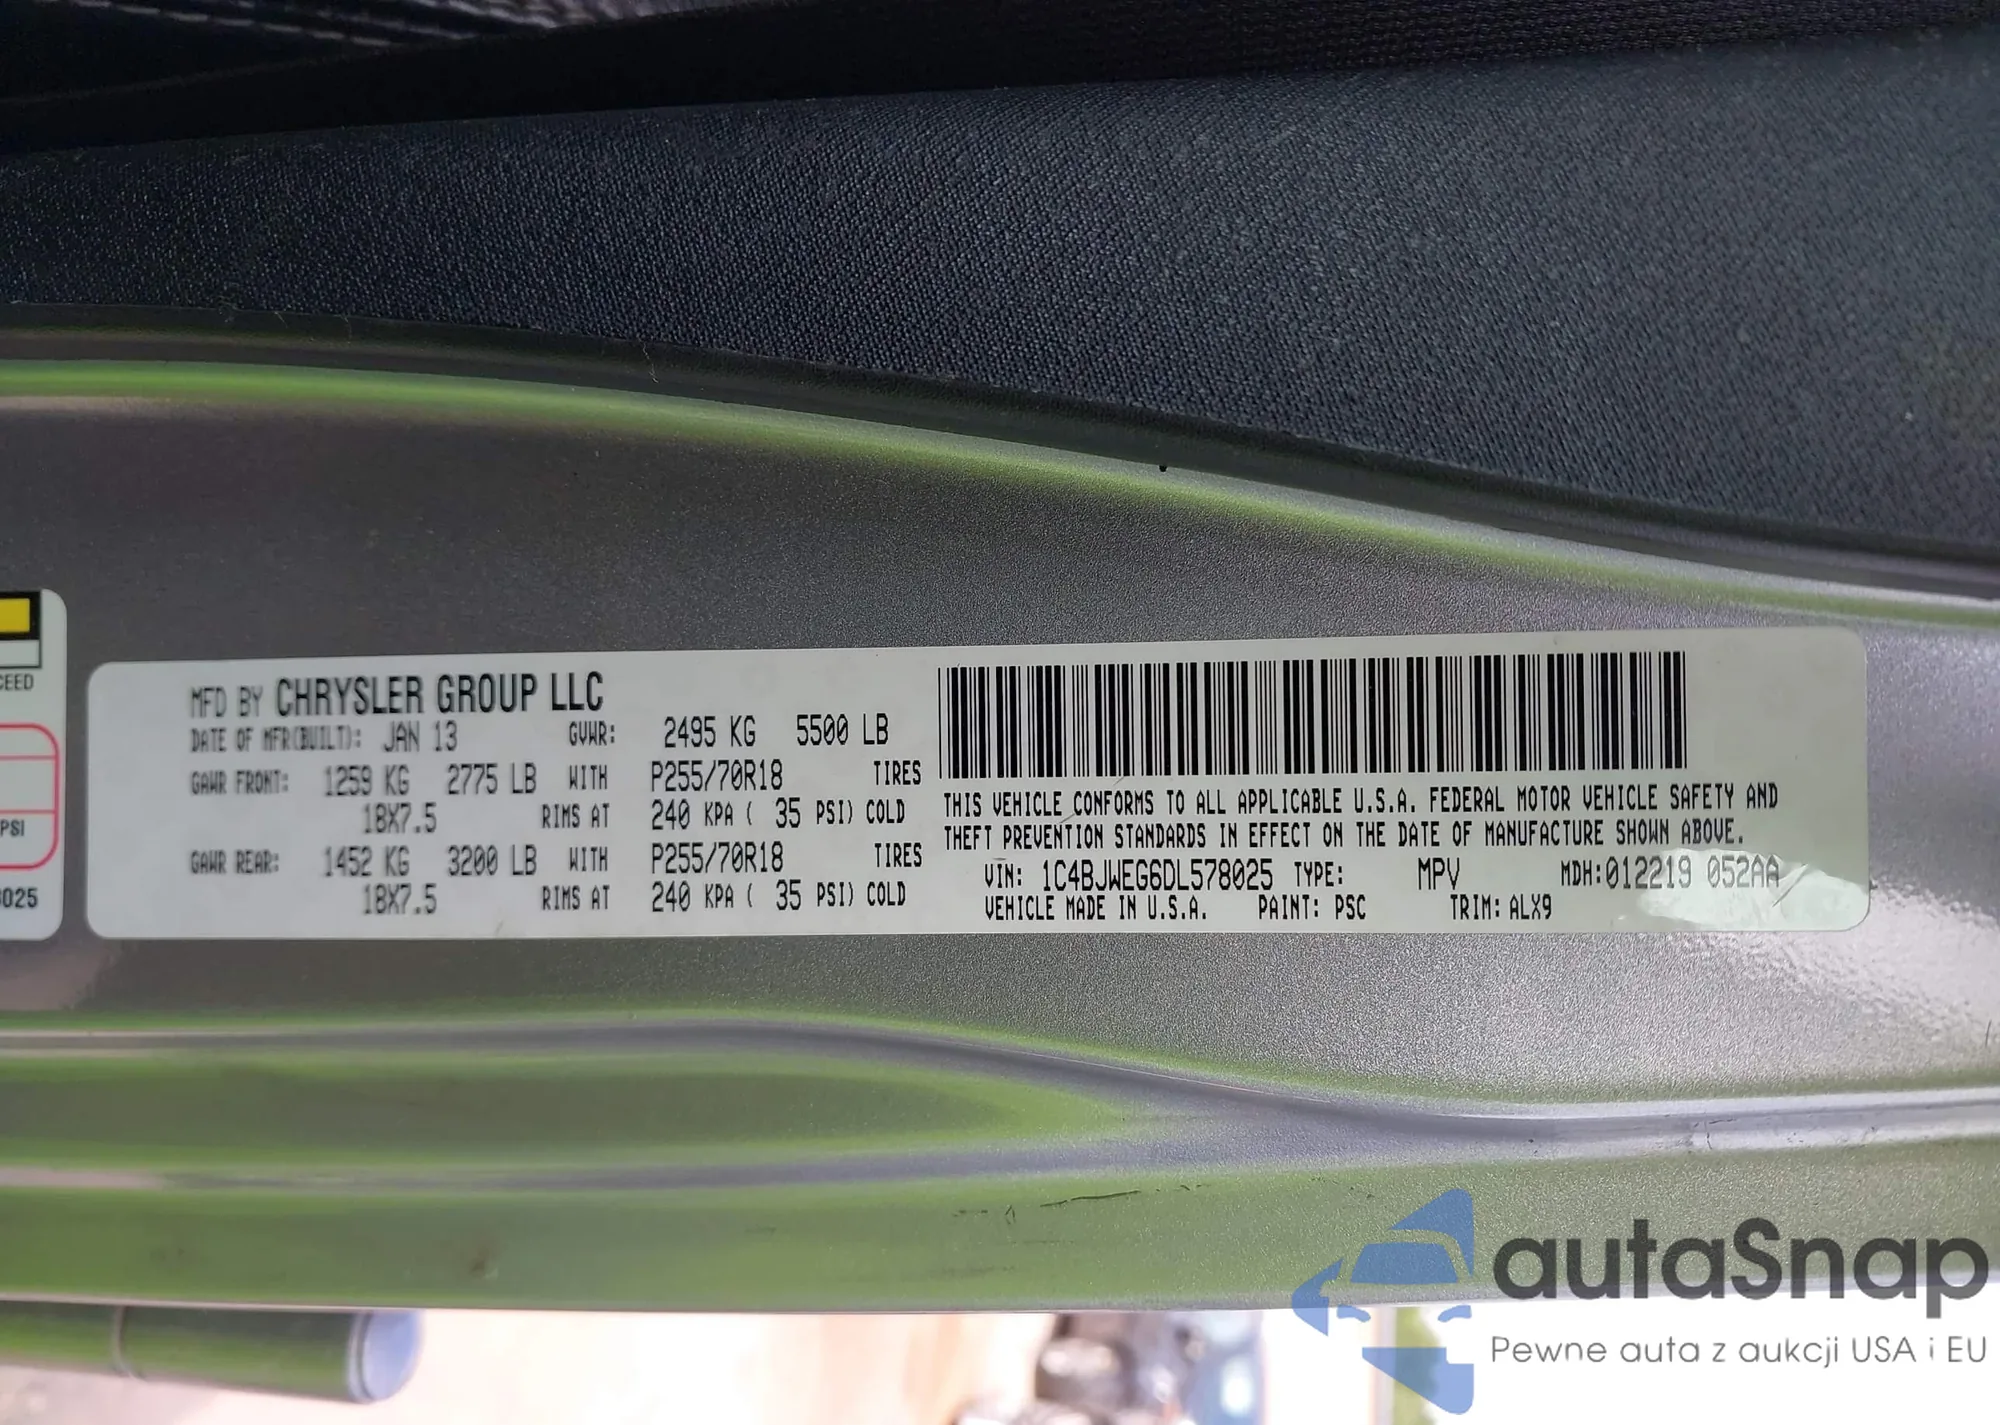 CEED
PSI
025
MFD BY CHRYSLER GROUP LLC
DATE OF MFR(BUILT): JAN 13 GVWR: 2495 KG 5500 LB
GAWR FRONT: 1259 KG 2775 LB WITH P255/70R18 TIRES
18X7.5 RIMS AT 240 KPA ( 35 PSI) COLD
GAWR REAR: 1452 KG 3200 LB WITH P255/70R18 TIRES
18X7.5 RIMS AT 240 KPA ( 35 PSI) COLD
THIS VEHICLE CONFORMS TO ALL APPLICABLE U.S.A. FEDERAL MOTOR VEHICLE SAFETY AND
THEFT PREVENTION STANDARDS IN EFFECT ON THE DATE OF MANUFACTURE SHOWN ABOVE.
VIN: 1C4BJWEG6DL578025 TYPE: MPV MDH:012219 052AA
VEHICLE MADE IN U.S.A. PAINT: PSC TRIM: ALX9
autaSnap
Pewne auta z aukcji USA i EU